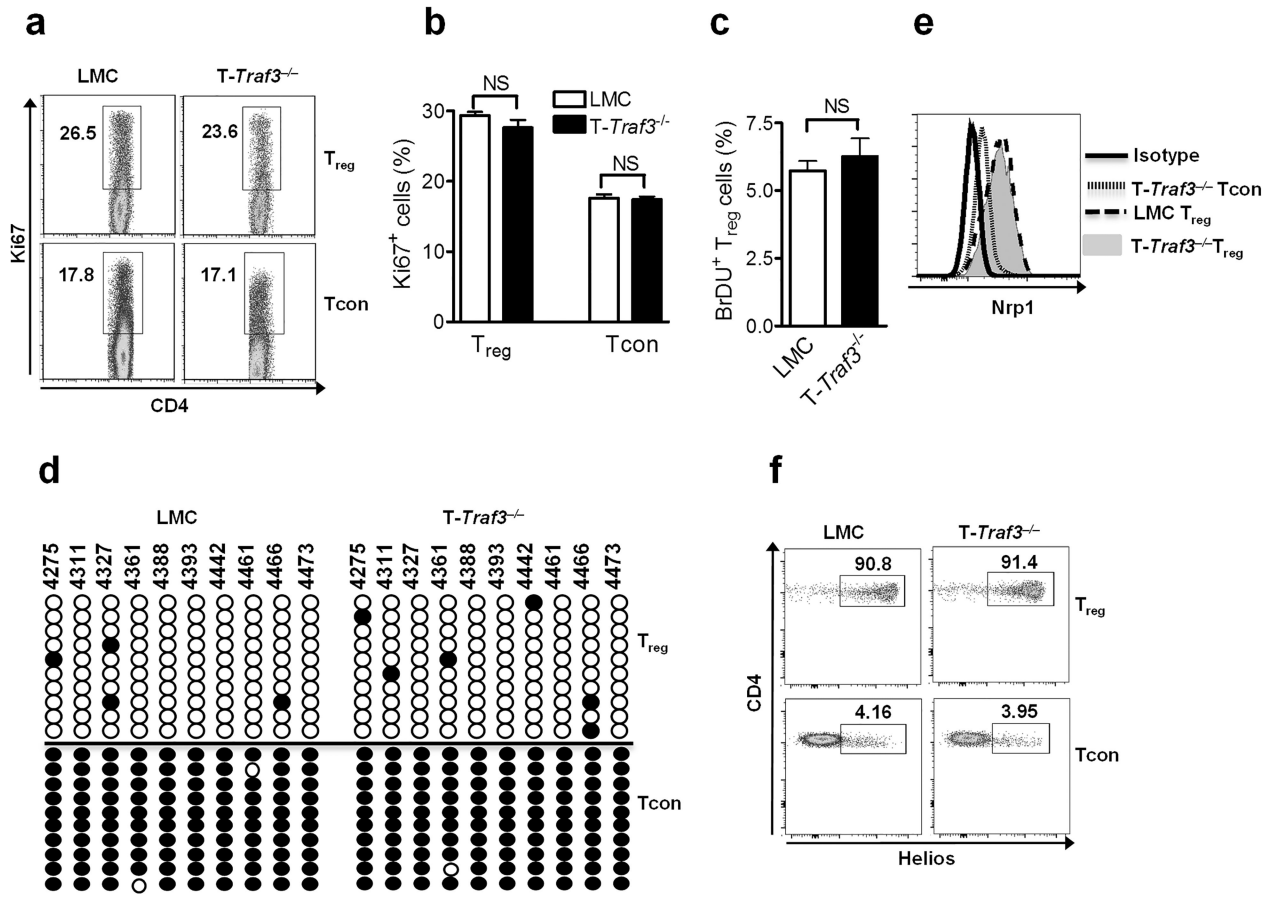 a
LMC T-Traf3–/–
26.5 23.6
Treg
17.8 17.1
Tcon
Ki67
CD4
b
NS
LMC
T-Traf3-/-
NS
30
20
10
0
Ki67+ cells (%)
Treg Tcon
c
NS
7.5
5.0
2.5
0.0
BrDU+ Treg cells (%)
LMC
T-Traf3-/-
e
Isotype
T-Traf3–/– Tcon
LMC Treg
T-Traf3–/–Treg
Nrp1
d
LMC T-Traf3–/–
4275 4311 4327 4361 4388 4393 4442 4461 4466 4473
4275 4311 4327 4361 4388 4393 4442 4461 4466 4473
Treg
Tcon
f
LMC T-Traf3–/–
90.8 91.4
Treg
4.16 3.95
Tcon
CD4
Helios